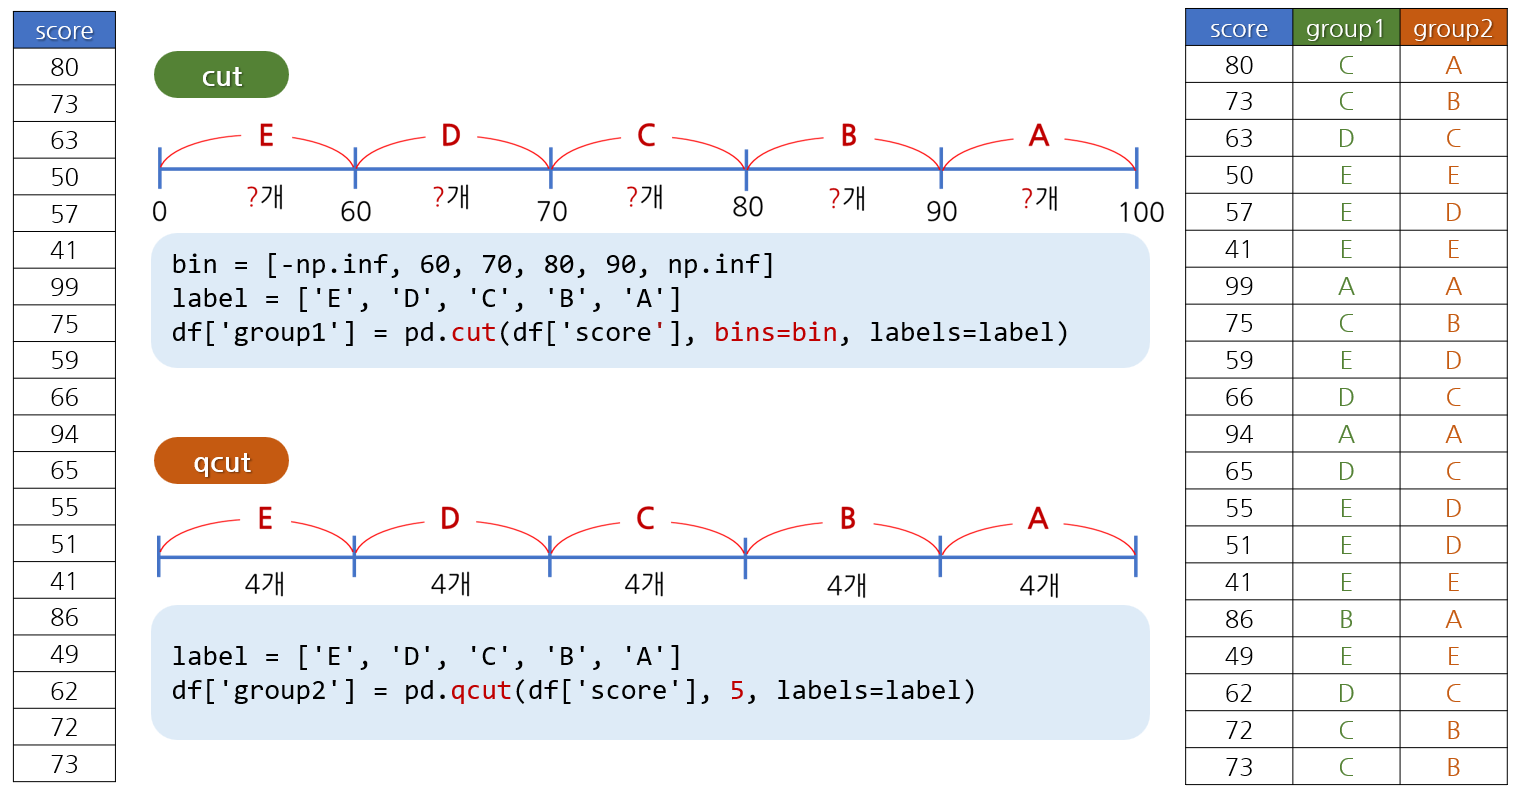 score
80
73
63
50
57
41
99
75
59
66
94
65
55
51
41
86
49
62
72
73
cut
E D C B A
?개 ?개 ?개 ?개 ?개
0 60 70 80 90 100
bin = [-np.inf, 60, 70, 80, 90, np.inf]
label = ['E', 'D', 'C', 'B', 'A']
df['group1'] = pd.cut(df['score'], bins=bin, labels=label)
qcut
E D C B A
4개 4개 4개 4개 4개
label = ['E', 'D', 'C', 'B', 'A']
df['group2'] = pd.qcut(df['score'], 5, labels=label)
score group1 group2
80 C A
73 C B
63 D C
50 E E
57 E D
41 E E
99 A A
75 C B
59 E D
66 D C
94 A A
65 D C
55 E D
51 E D
41 E E
86 B A
49 E E
62 D C
72 C B
73 C B